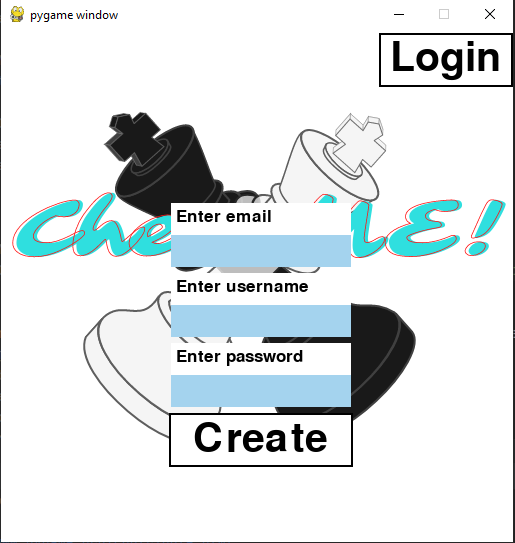 pygame window
Login
Enter email
Enter username
Enter password
Create